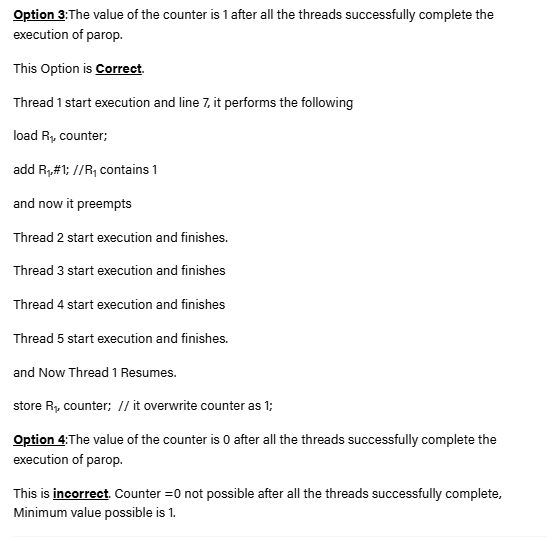 Option 3:The value of the counter is 1 after all the threads successfully complete the
execution of parop.
This Option is Correct.
Thread 1 start execution and line 7, it performs the following
load R₁, counter;
add R₁,#1; //R₁ contains 1
and now it preempts
Thread 2 start execution and finishes.
Thread 3 start execution and finishes
Thread 4 start execution and finishes
Thread 5 start execution and finishes.
and Now Thread 1 Resumes.
store R₁, counter; // it overwrite counter as 1;
Option 4:The value of the counter is 0 after all the threads successfully complete the
execution of parop.
This is incorrect. Counter =0 not possible after all the threads successfully complete,
Minimum value possible is 1.